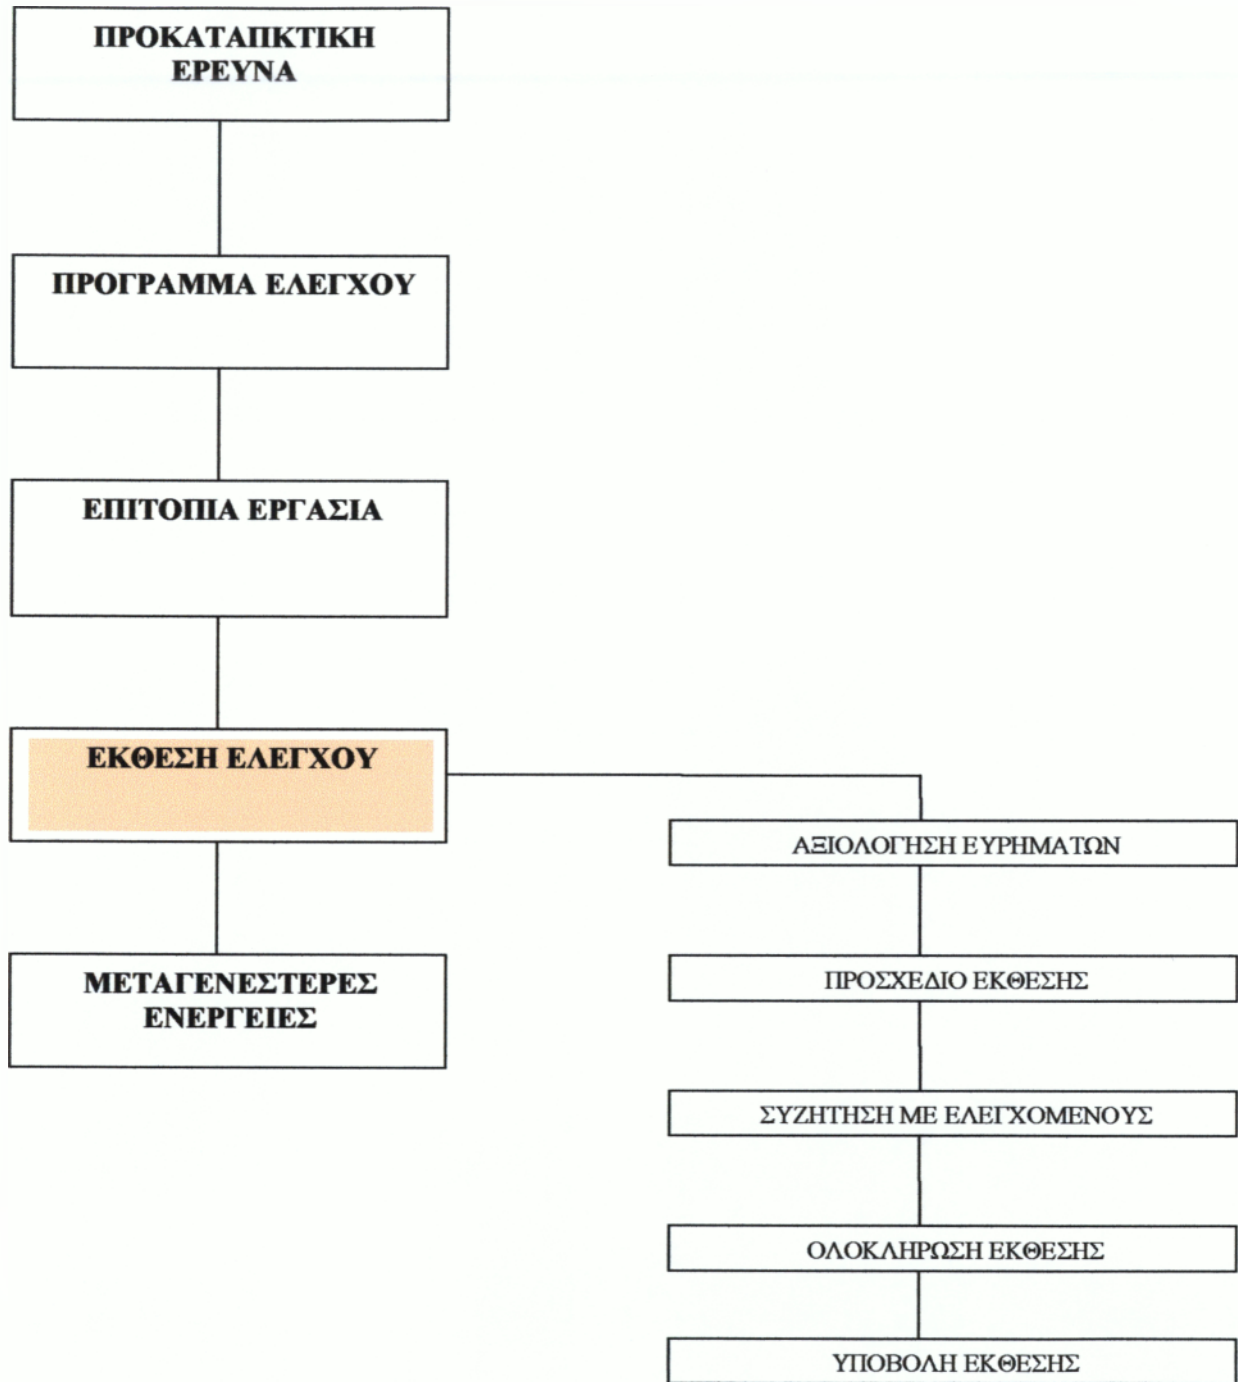 ΠΡΟΚΑΤΑΠΚΤΙΚΗ
ΕΡΕΥΝΑ
ΠΡΟΓΡΑΜΜΑ ΕΛΕΓΧΟΥ
ΕΠΙΤΟΠΙΑ ΕΡΓΑΣΙΑ
ΕΚΘΕΣΗ ΕΛΕΓΧΟΥ
ΜΕΤΑΓΕΝΕΣΤΕΡΕΣ
ΕΝΕΡΓΕΙΕΣ
ΑΞΙΟΛΟΓΗΣΗ ΕΥΡΗΜΑΤΩΝ
ΠΡΟΣΧΕΔΙΟ ΕΚΘΕΣΗΣ
ΣΥΖΗΤΗΣΗ ΜΕ ΕΛΕΓΧΟΜΕΝΟΥΣ
ΟΛΟΚΛΗΡΩΣΗ ΕΚΘΕΣΗΣ
ΥΠΟΒΟΛΗ ΕΚΘΕΣΗΣ